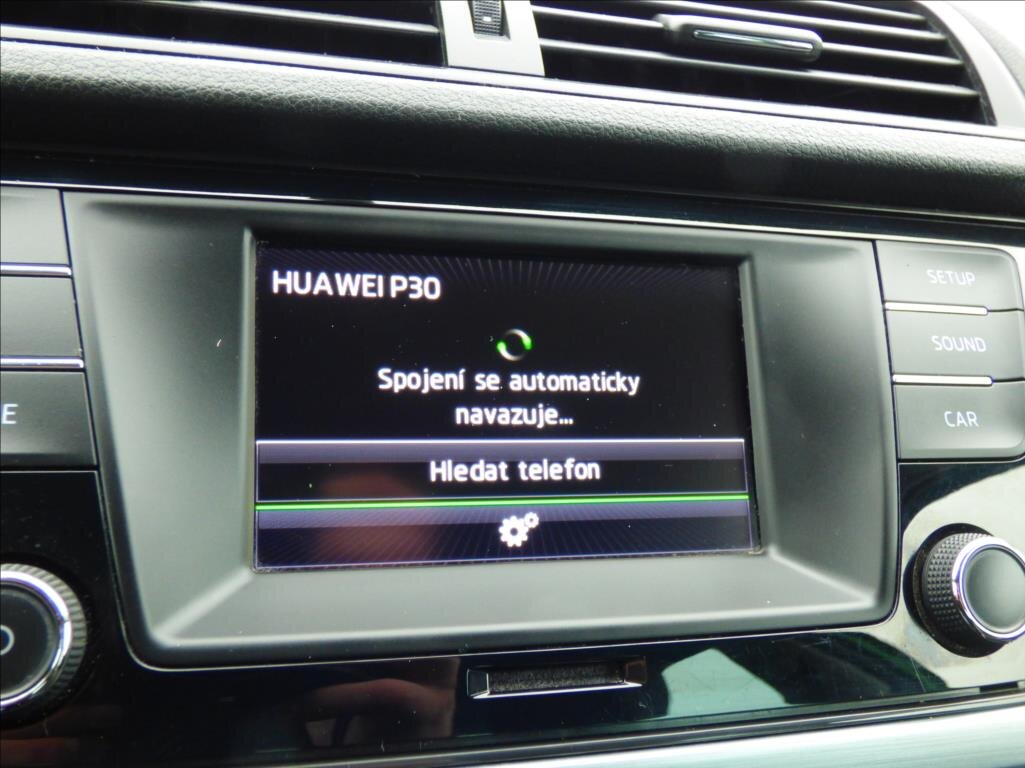 HUAWEI P30
Spojení se automaticky
navazuje...
Hledat telefon
SETUP
SOUND
CAR